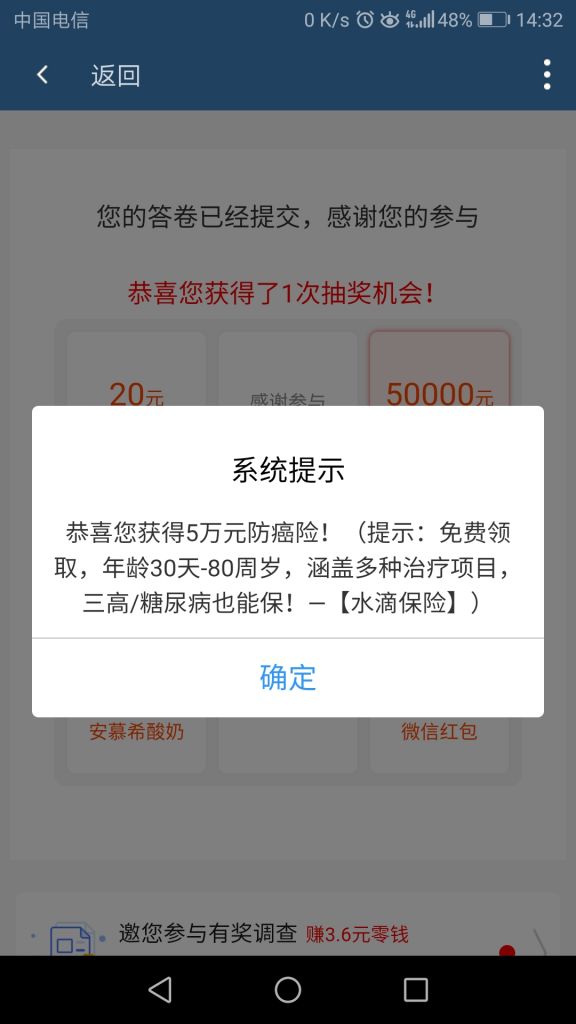 中国电信 0 K/s 4G 48% 14:32
返回
您的答卷已经提交，感谢您的参与
恭喜您获得了1次抽奖机会！
20元 感谢参与 50000元
系统提示
恭喜您获得5万元防癌险！（提示：免费领
取，年龄30天-80周岁，涵盖多种治疗项目，
三高/糖尿病也能保！—【水滴保险】）
确定
安慕希酸奶 微信红包
邀您参与有奖调查 赚3.6元零钱